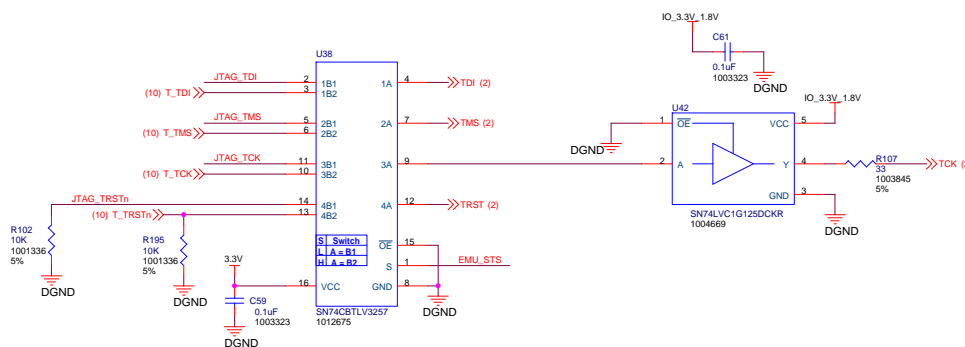 IO_3.3V_1.8V
C61
0.1uF
1003323
DGND
U38
JTAG_TDI
2
1B1
1A
4
TDI (2)
(10) T_TDI
3
1B2
JTAG_TMS
5
2B1
2A
7
TMS (2)
(10) T_TMS
6
2B2
JTAG_TCK
11
3B1
3A
9
(10) T_TCK
10
3B2
JTAG_TRSTn
14
4B1
4A
12
TRST (2)
(10) T_TRSTn
13
4B2
R102
10K
1001336
5%
DGND
R195
10K
1001336
5%
DGND
S Switch
L A = B1
H A = B2
OE
15
S
1
EMU_STS
3.3V
16
VCC
GND
8
DGND
C59
0.1uF
1003323
DGND
SN74CBTLV3257
1012675
U42
DGND
1
OE
VCC
5
IO_3.3V_1.8V
2
A
Y
4
R107
33
1003845
5%
TCK (
GND
3
DGND
SN74LVC1G125DCKR
1004669